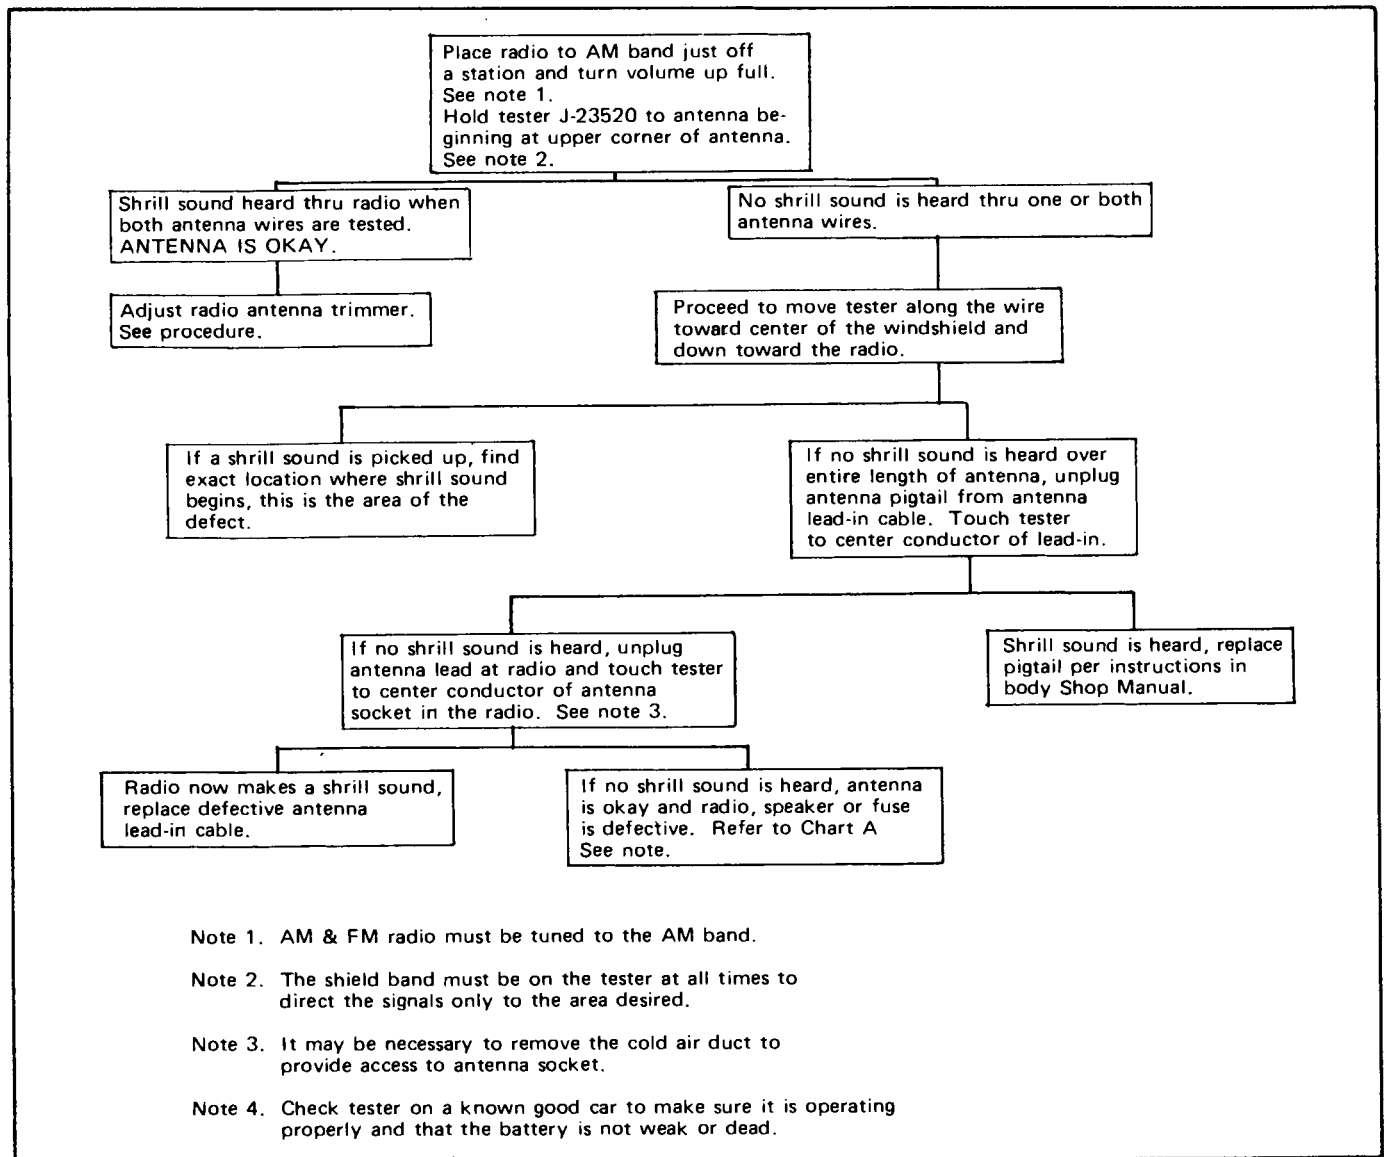 Place radio to AM band just off
a station and turn volume up full.
See note 1.
Hold tester J-23520 to antenna be-
ginning at upper corner of antenna.
See note 2.
Shrill sound heard thru radio when
both antenna wires are tested.
ANTENNA IS OKAY.
No shrill sound is heard thru one or both
antenna wires.
Adjust radio antenna trimmer.
See procedure.
Proceed to move tester along the wire
toward center of the windshield and
down toward the radio.
If a shrill sound is picked up, find
exact location where shrill sound
begins, this is the area of the
defect.
If no shrill sound is heard over
entire length of antenna, unplug
antenna pigtail from antenna
lead-in cable. Touch tester
to center conductor of lead-in.
If no shrill sound is heard, unplug
antenna lead at radio and touch tester
to center conductor of antenna
socket in the radio. See note 3.
Shrill sound is heard, replace
pigtail per instructions in
body Shop Manual.
Radio now makes a shrill sound,
replace defective antenna
lead-in cable.
If no shrill sound is heard, antenna
is okay and radio, speaker or fuse
is defective. Refer to Chart A
See note.
Note 1. AM & FM radio must be tuned to the AM band.
Note 2. The shield band must be on the tester at all times to
direct the signals only to the area desired.
Note 3. It may be necessary to remove the cold air duct to
provide access to antenna socket.
Note 4. Check tester on a known good car to make sure it is operating
properly and that the battery is not weak or dead.